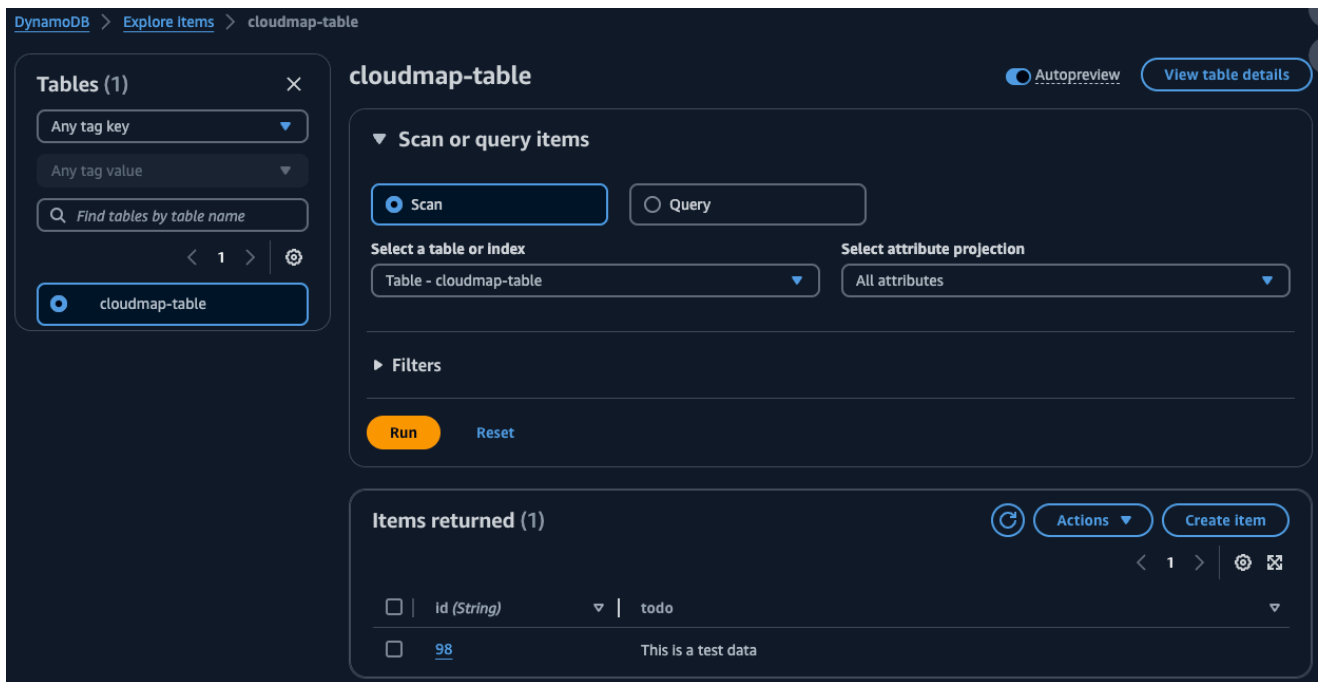 DynamoDB > Explore items > cloudmap-table
Tables (1)
Any tag key
Any tag value
Find tables by table name
1
cloudmap-table
cloudmap-table
Autopreview
View table details
Scan or query items
Scan
Query
Select a table or index
Table - cloudmap-table
Select attribute projection
All attributes
Filters
Run
Reset
Items returned (1)
Actions
Create item
1
id (String)
todo
98
This is a test data